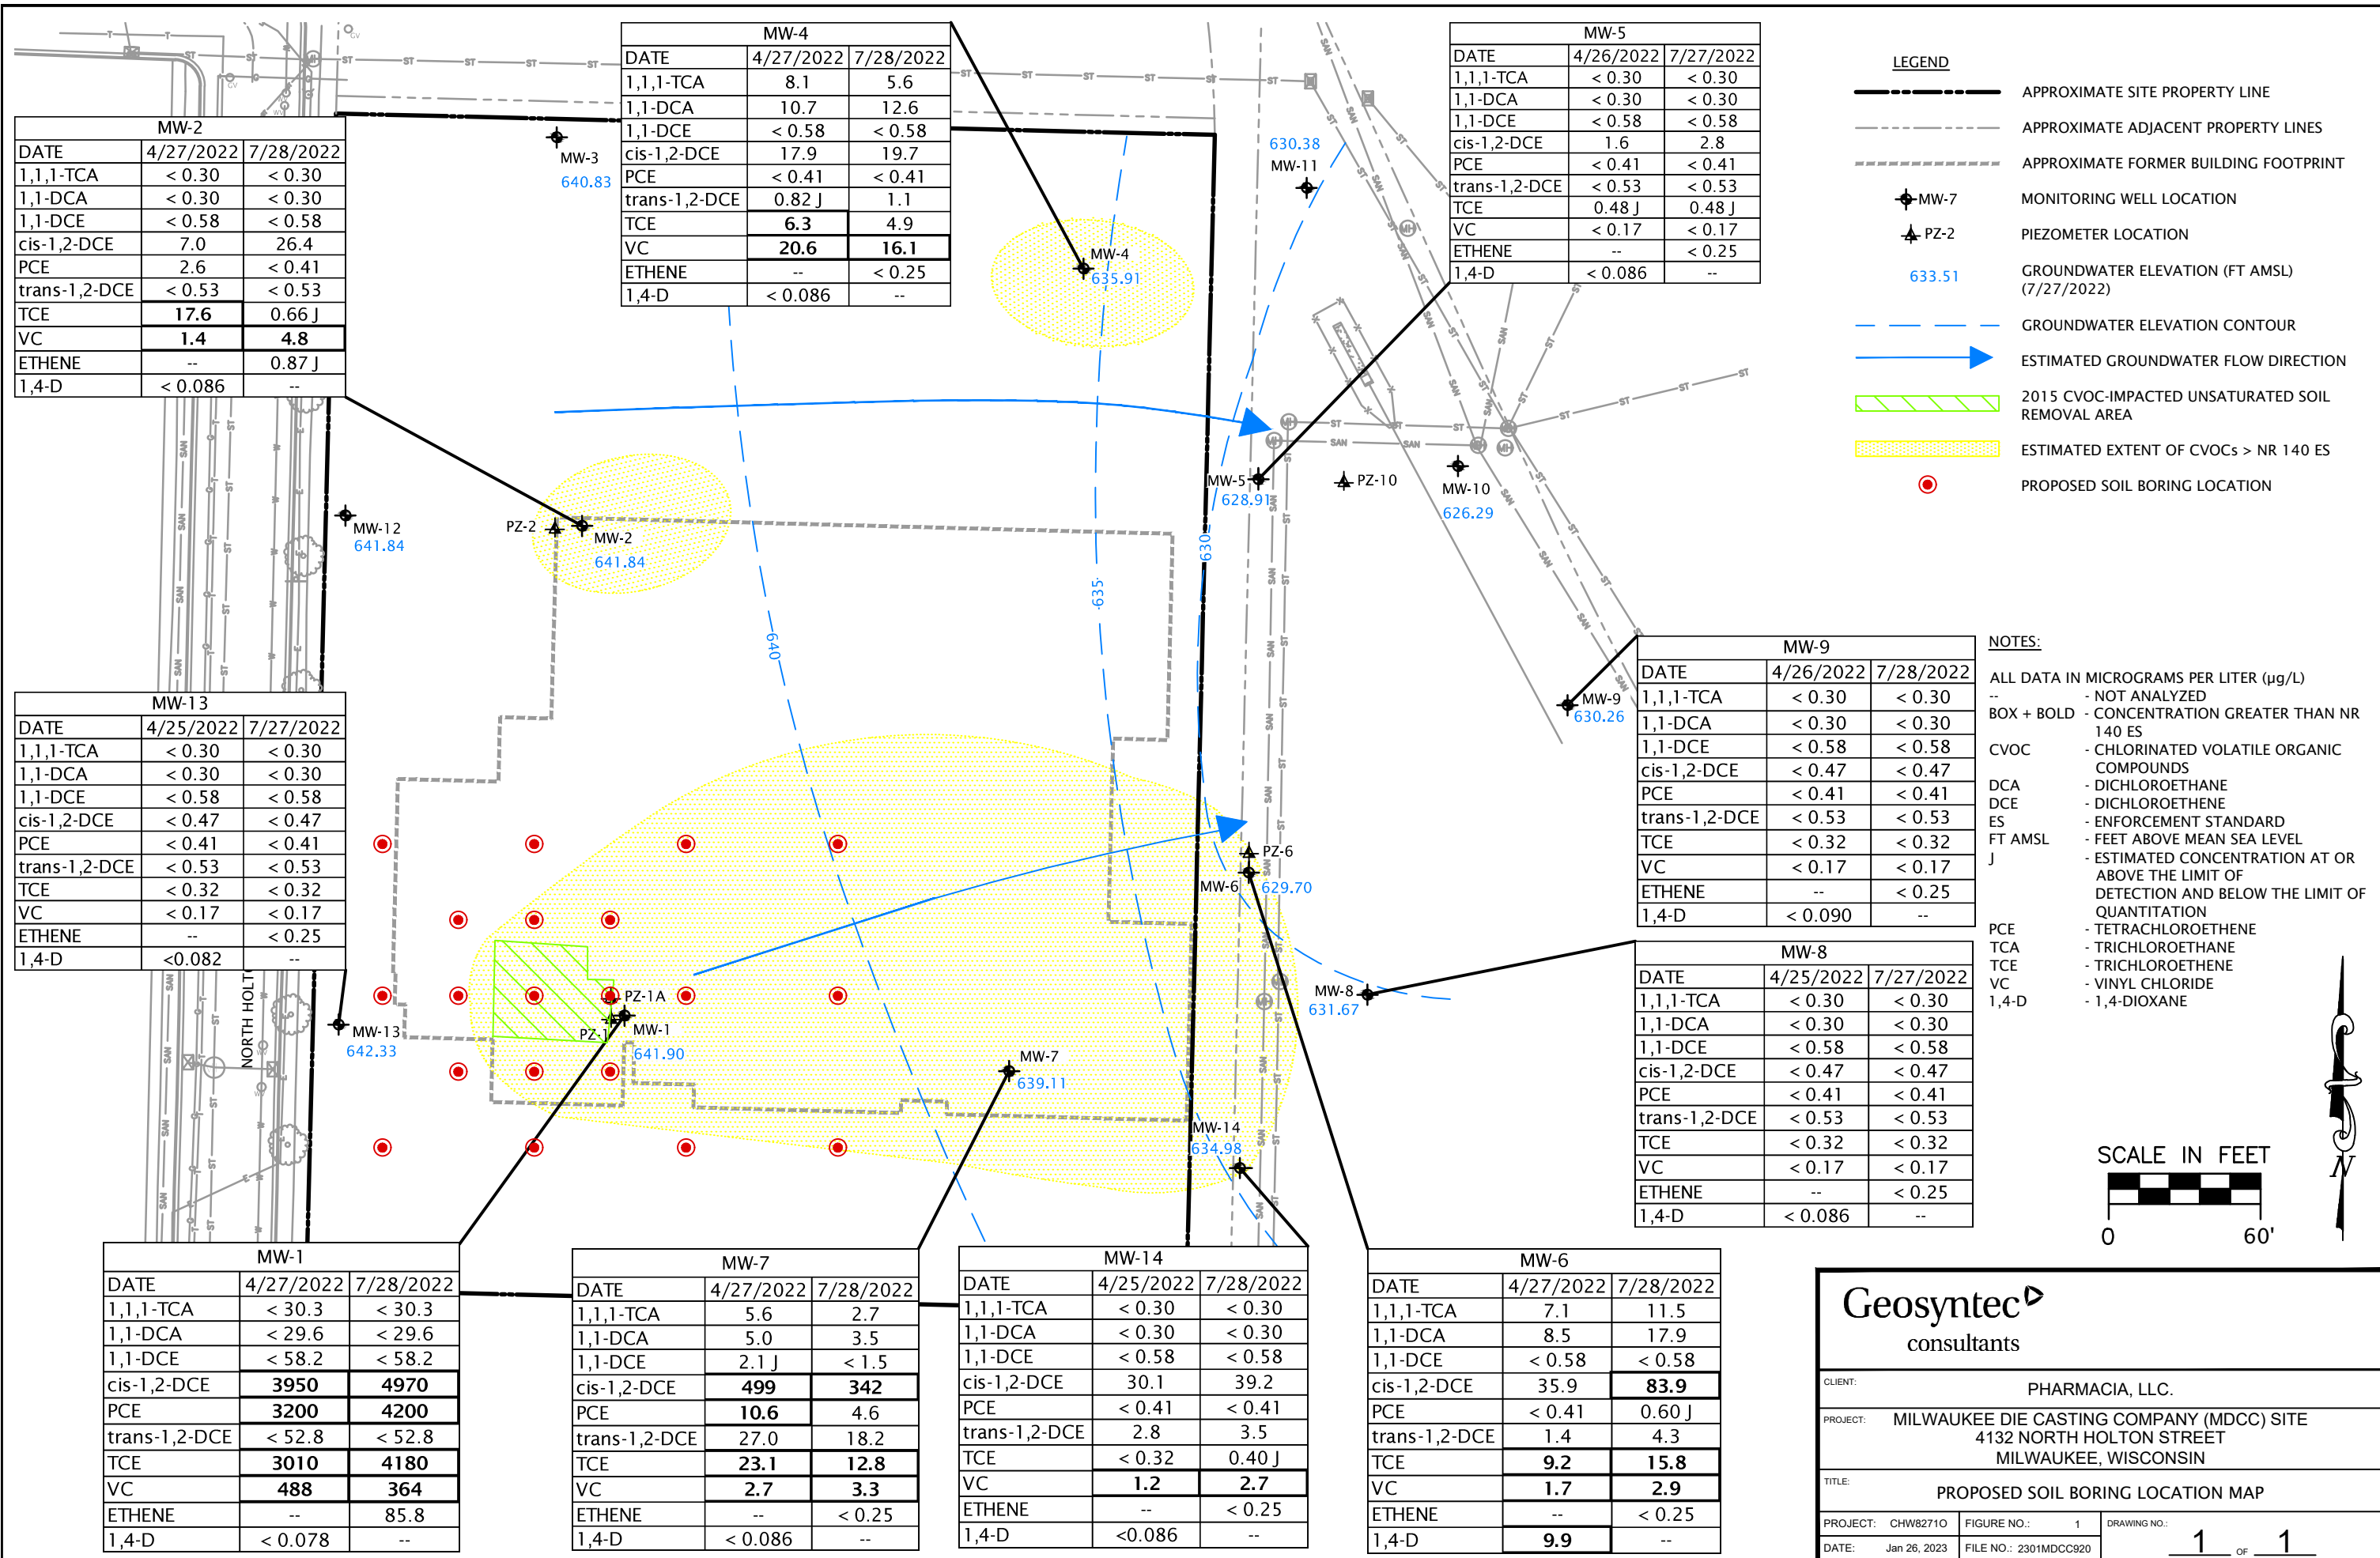 MW-4
DATE 4/27/2022 7/28/2022
1,1,1-TCA 8.1 5.6
1,1-DCA 10.7 12.6
1,1-DCE < 0.58 < 0.58
cis-1,2-DCE 17.9 19.7
PCE < 0.41 < 0.41
trans-1,2-DCE 0.82 J 1.1
TCE 6.3 4.9
VC 20.6 16.1
ETHENE -- < 0.25
1,4-D < 0.086 --
MW-5
DATE 4/26/2022 7/27/2022
1,1,1-TCA < 0.30 < 0.30
1,1-DCA < 0.30 < 0.30
1,1-DCE < 0.58 < 0.58
cis-1,2-DCE 1.6 2.8
PCE < 0.41 < 0.41
trans-1,2-DCE < 0.53 < 0.53
TCE 0.48 J 0.48 J
VC < 0.17 < 0.17
ETHENE -- < 0.25
1,4-D < 0.086 --
LEGEND
APPROXIMATE SITE PROPERTY LINE
APPROXIMATE ADJACENT PROPERTY LINES
APPROXIMATE FORMER BUILDING FOOTPRINT
MW-7 MONITORING WELL LOCATION
PZ-2 PIEZOMETER LOCATION
633.51 GROUNDWATER ELEVATION (FT AMSL)
(7/27/2022)
GROUNDWATER ELEVATION CONTOUR
ESTIMATED GROUNDWATER FLOW DIRECTION
2015 CVOC-IMPACTED UNSATURATED SOIL
REMOVAL AREA
ESTIMATED EXTENT OF CVOCs > NR 140 ES
PROPOSED SOIL BORING LOCATION
MW-2
DATE 4/27/2022 7/28/2022
1,1,1-TCA < 0.30 < 0.30
1,1-DCA < 0.30 < 0.30
1,1-DCE < 0.58 < 0.58
cis-1,2-DCE 7.0 26.4
PCE 2.6 < 0.41
trans-1,2-DCE < 0.53 < 0.53
TCE 17.6 0.66 J
VC 1.4 4.8
ETHENE -- 0.87 J
1,4-D < 0.086 --
MW-3
640.83
630.38
MW-11
MW-4
635.91
MW-5
628.91
PZ-10
MW-10
626.29
MW-12
641.84
PZ-2
MW-2
641.84
630
635
640
MW-9
630.26
MW-13
DATE 4/25/2022 7/27/2022
1,1,1-TCA < 0.30 < 0.30
1,1-DCA < 0.30 < 0.30
1,1-DCE < 0.58 < 0.58
cis-1,2-DCE < 0.47 < 0.47
PCE < 0.41 < 0.41
trans-1,2-DCE < 0.53 < 0.53
TCE < 0.32 < 0.32
VC < 0.17 < 0.17
ETHENE -- < 0.25
1,4-D <0.082 --
MW-9
DATE 4/26/2022 7/28/2022
1,1,1-TCA < 0.30 < 0.30
1,1-DCA < 0.30 < 0.30
1,1-DCE < 0.58 < 0.58
cis-1,2-DCE < 0.47 < 0.47
PCE < 0.41 < 0.41
trans-1,2-DCE < 0.53 < 0.53
TCE < 0.32 < 0.32
VC < 0.17 < 0.17
ETHENE -- < 0.25
1,4-D < 0.090 --
NOTES:
ALL DATA IN MICROGRAMS PER LITER (µg/L)
-- - NOT ANALYZED
BOX + BOLD - CONCENTRATION GREATER THAN NR
140 ES
CVOC - CHLORINATED VOLATILE ORGANIC
COMPOUNDS
DCA - DICHLOROETHANE
DCE - DICHLOROETHENE
ES - ENFORCEMENT STANDARD
FT AMSL - FEET ABOVE MEAN SEA LEVEL
J - ESTIMATED CONCENTRATION AT OR
ABOVE THE LIMIT OF
DETECTION AND BELOW THE LIMIT OF
QUANTITATION
PCE - TETRACHLOROETHENE
TCA - TRICHLOROETHANE
TCE - TRICHLOROETHENE
VC - VINYL CHLORIDE
1,4-D - 1,4-DIOXANE
PZ-6
MW-6
629.70
MW-8
631.67
NORTH HOLT
MW-13
642.33
PZ-1A
PZ-1
MW-1
641.90
MW-7
639.11
MW-14
634.98
MW-8
DATE 4/25/2022 7/27/2022
1,1,1-TCA < 0.30 < 0.30
1,1-DCA < 0.30 < 0.30
1,1-DCE < 0.58 < 0.58
cis-1,2-DCE < 0.47 < 0.47
PCE < 0.41 < 0.41
trans-1,2-DCE < 0.53 < 0.53
TCE < 0.32 < 0.32
VC < 0.17 < 0.17
ETHENE -- < 0.25
1,4-D < 0.086 --
SCALE IN FEET
0 60'
N
MW-1
DATE 4/27/2022 7/28/2022
1,1,1-TCA < 30.3 < 30.3
1,1-DCA < 29.6 < 29.6
1,1-DCE < 58.2 < 58.2
cis-1,2-DCE 3950 4970
PCE 3200 4200
trans-1,2-DCE < 52.8 < 52.8
TCE 3010 4180
VC 488 364
ETHENE -- 85.8
1,4-D < 0.078 --
MW-7
DATE 4/27/2022 7/28/2022
1,1,1-TCA 5.6 2.7
1,1-DCA 5.0 3.5
1,1-DCE 2.1 J < 1.5
cis-1,2-DCE 499 342
PCE 10.6 4.6
trans-1,2-DCE 27.0 18.2
TCE 23.1 12.8
VC 2.7 3.3
ETHENE -- < 0.25
1,4-D < 0.086 --
MW-14
DATE 4/25/2022 7/28/2022
1,1,1-TCA < 0.30 < 0.30
1,1-DCA < 0.30 < 0.30
1,1-DCE < 0.58 < 0.58
cis-1,2-DCE 30.1 39.2
PCE < 0.41 < 0.41
trans-1,2-DCE 2.8 3.5
TCE < 0.32 0.40 J
VC 1.2 2.7
ETHENE -- < 0.25
1,4-D <0.086 --
MW-6
DATE 4/27/2022 7/28/2022
1,1,1-TCA 7.1 11.5
1,1-DCA 8.5 17.9
1,1-DCE < 0.58 < 0.58
cis-1,2-DCE 35.9 83.9
PCE < 0.41 0.60 J
trans-1,2-DCE 1.4 4.3
TCE 9.2 15.8
VC 1.7 2.9
ETHENE -- < 0.25
1,4-D 9.9 --
Geosyntec
consultants
CLIENT: PHARMACIA, LLC.
PROJECT: MILWAUKEE DIE CASTING COMPANY (MDCC) SITE
4132 NORTH HOLTON STREET
MILWAUKEE, WISCONSIN
TITLE: PROPOSED SOIL BORING LOCATION MAP
PROJECT: CHW8271O FIGURE NO.: 1 DRAWING NO.:
DATE: Jan 26, 2023 FILE NO.: 2301MDCC920 1 OF 1